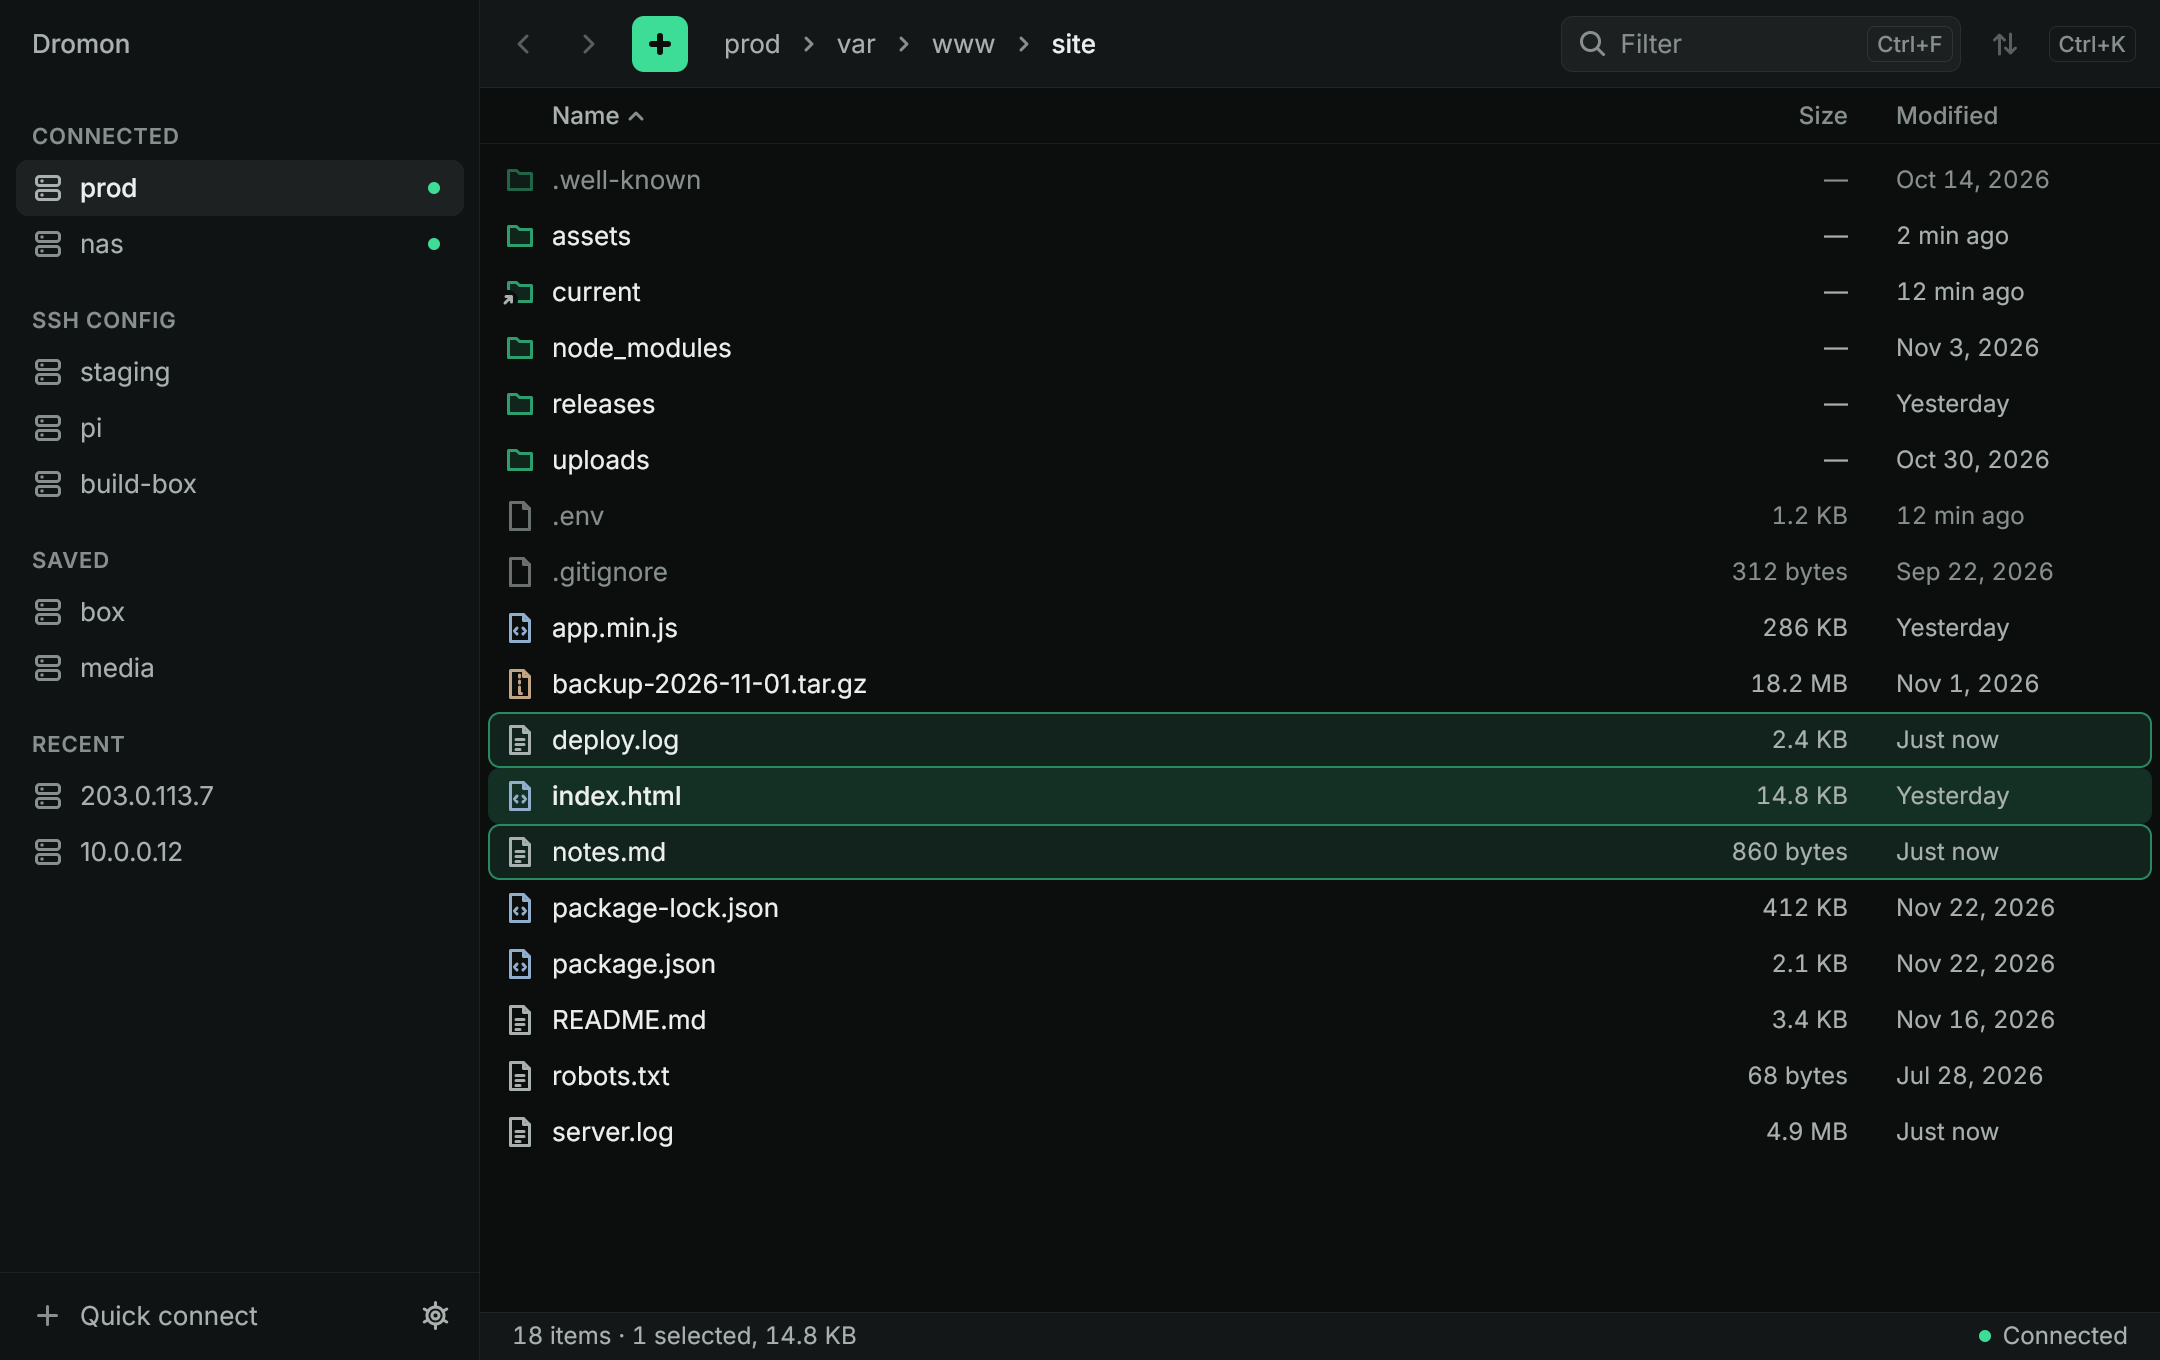 Dromon
CONNECTED
prod
nas
SSH CONFIG
staging
pi
build-box
SAVED
box
media
RECENT
203.0.113.7
10.0.0.12
Quick connect
prod > var > www > site
Filter Ctrl+F
Ctrl+K
Name Size Modified
.well-known — Oct 14, 2026
assets — 2 min ago
current — 12 min ago
node_modules — Nov 3, 2026
releases — Yesterday
uploads — Oct 30, 2026
.env 1.2 KB 12 min ago
.gitignore 312 bytes Sep 22, 2026
app.min.js 286 KB Yesterday
backup-2026-11-01.tar.gz 18.2 MB Nov 1, 2026
deploy.log 2.4 KB Just now
index.html 14.8 KB Yesterday
notes.md 860 bytes Just now
package-lock.json 412 KB Nov 22, 2026
package.json 2.1 KB Nov 22, 2026
README.md 3.4 KB Nov 16, 2026
robots.txt 68 bytes Jul 28, 2026
server.log 4.9 MB Just now
18 items · 1 selected, 14.8 KB
Connected